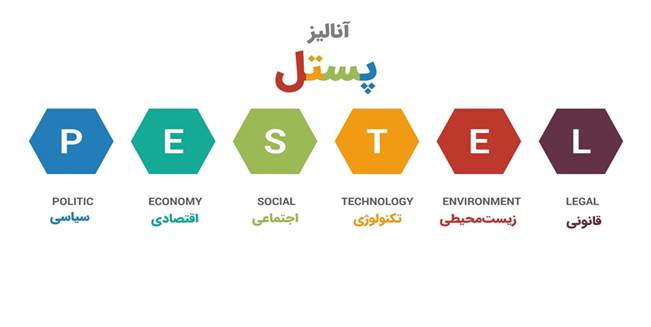 آنالیز
پستل
P E S T E L
POLITIC ECONOMY SOCIAL TECHNOLOGY ENVIRONMENT LEGAL
سیاسی اقتصادی اجتماعی تکنولوژی زیست‌محیطی قانونی